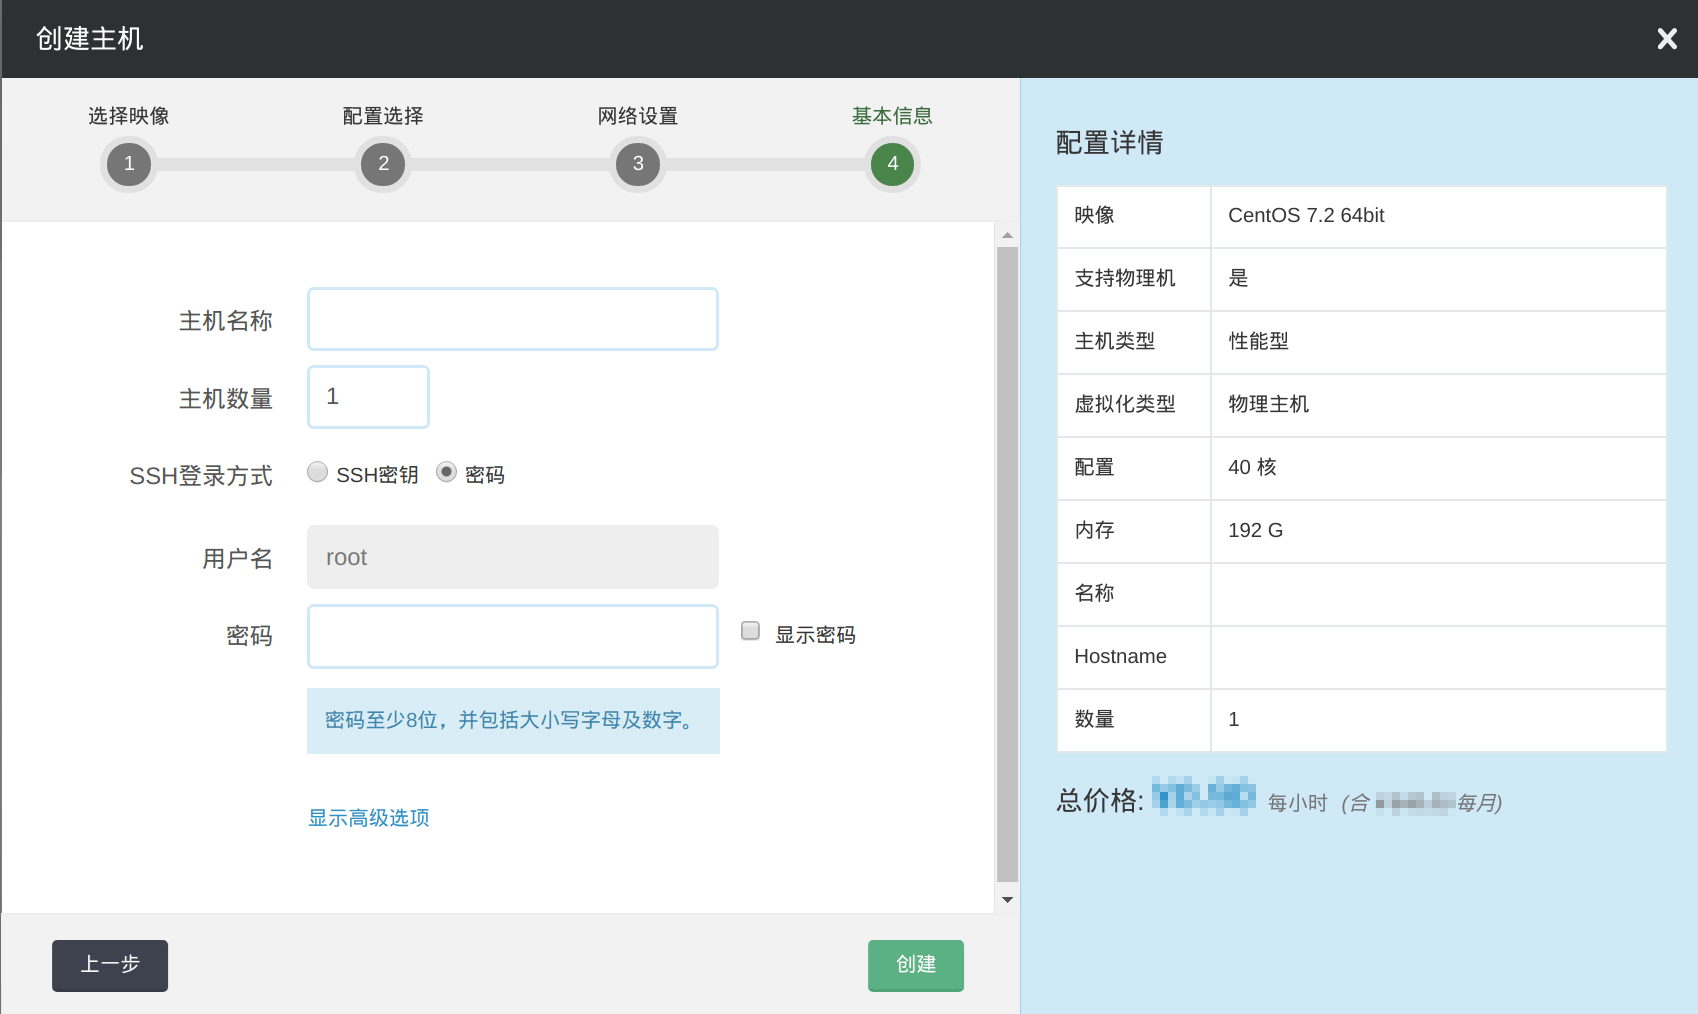 创建主机
选择映像 配置选择 网络设置 基本信息
1 2 3 4
主机名称
主机数量 1
SSH登录方式 SSH密钥 密码
用户名 root
密码 显示密码
密码至少8位，并包括大小写字母及数字。
显示高级选项
上一步 创建
配置详情
映像 CentOS 7.2 64bit
支持物理机 是
主机类型 性能型
虚拟化类型 物理主机
配置 40 核
内存 192 G
名称
Hostname
数量 1
总价格: 每小时 (合 每月)